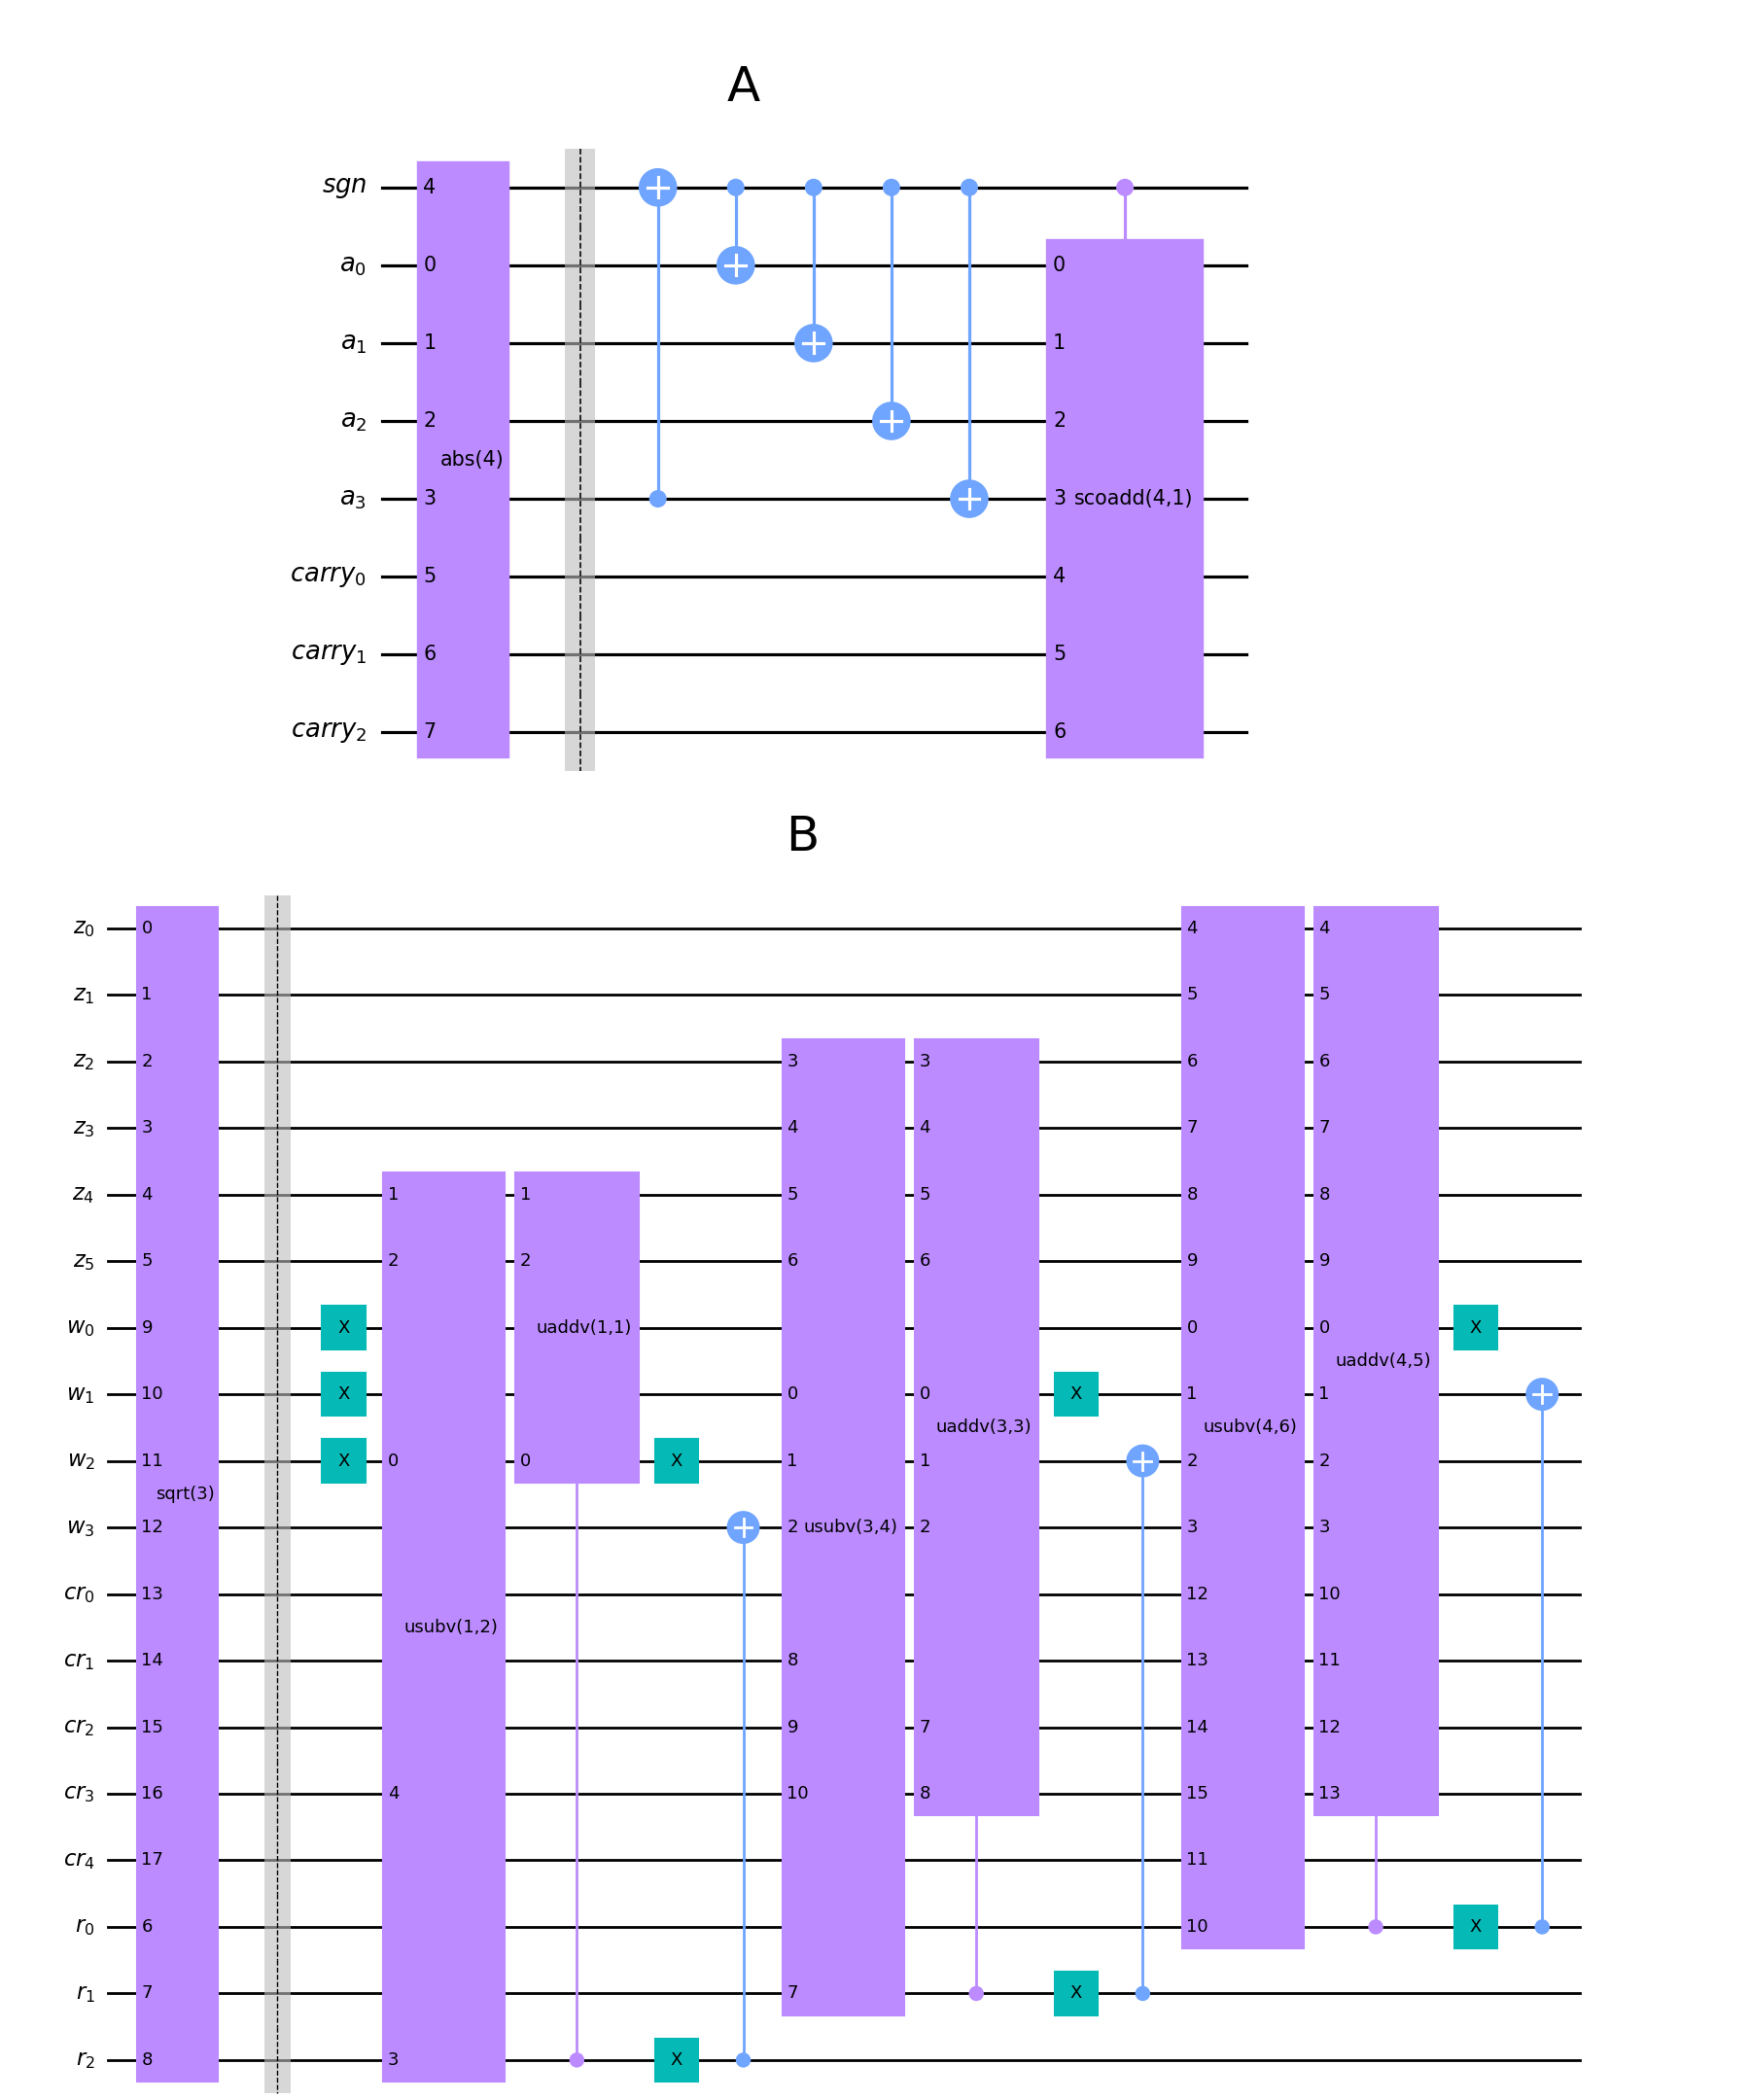 A
sgn 4
a0 0 0
a1 1 1
a2 2 2
abs(4)
a3 3 3 scoadd(4,1)
carry0 5 4
carry1 6 5
carry2 7 6
B
z0 0 4 4
z1 1 5 5
z2 2 3 3 6 6
z3 3 4 4 7 7
z4 4 1 1 5 5 8 8
z5 5 2 2 6 6 9 9
w0 9 X uaddv(1,1) 0 0 X
uaddv(4,5)
w1 10 X 0 0 X 1 1
uaddv(3,3) usubv(4,6)
w2 11 X 0 0 X 1 1 2 2
sqrt(3)
w3 12 2 usubv(3,4) 2 3 3
cr0 13 12 10
usubv(1,2)
cr1 14 8 13 11
cr2 15 9 7 14 12
cr3 16 4 10 8 15 13
cr4 17 11
r0 6 10 X
r1 7 7 X
r2 8 3 X